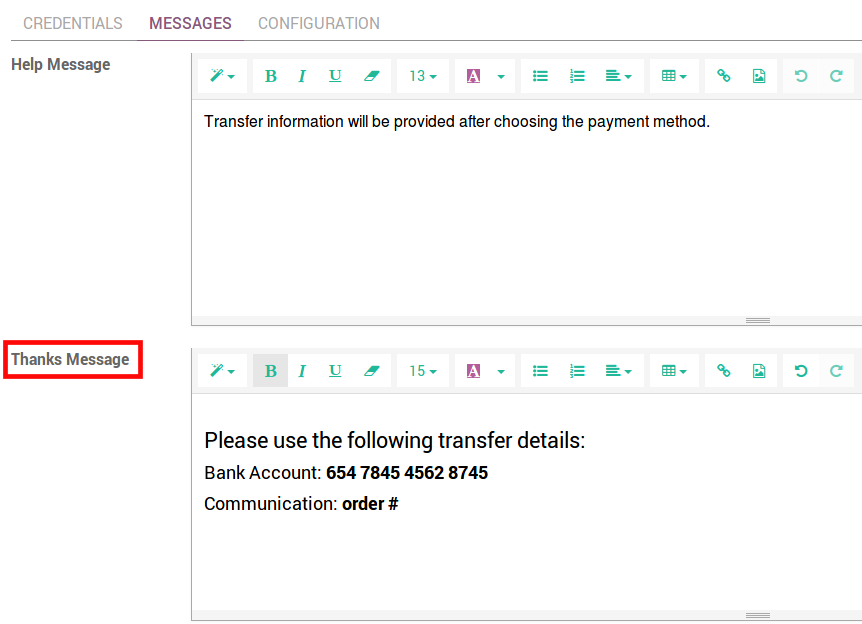 CREDENTIALS MESSAGES CONFIGURATION
Help Message
B I U 13 A
Transfer information will be provided after choosing the payment method.
Thanks Message
B I U 15 A
Please use the following transfer details:
Bank Account: 654 7845 4562 8745
Communication: order #